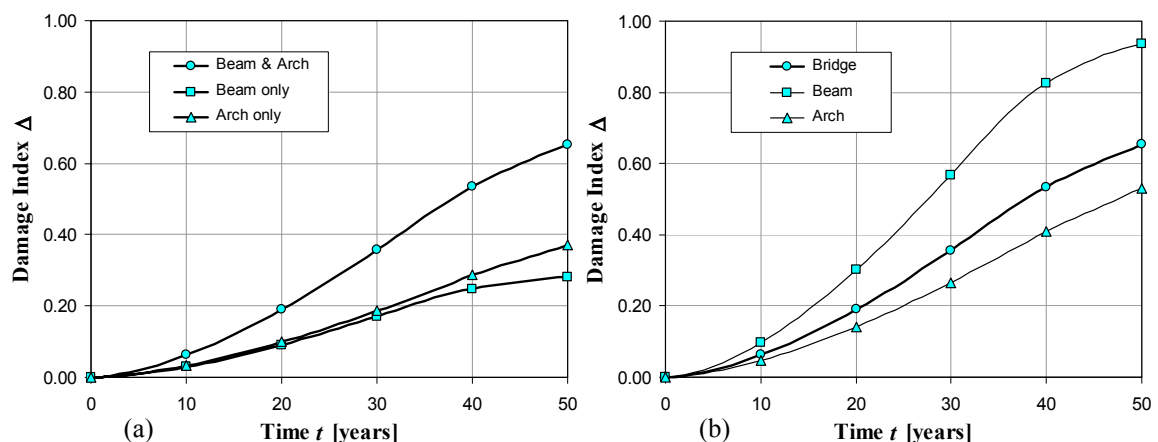 1.00
0.80
0.60
0.40
0.20
0.00
Damage Index Δ
Beam & Arch
Beam only
Arch only
0 10 20 30 40 50
(a) Time t [years]
1.00
0.80
0.60
0.40
0.20
0.00
Damage Index Δ
Bridge
Beam
Arch
0 10 20 30 40 50
(b) Time t [years]